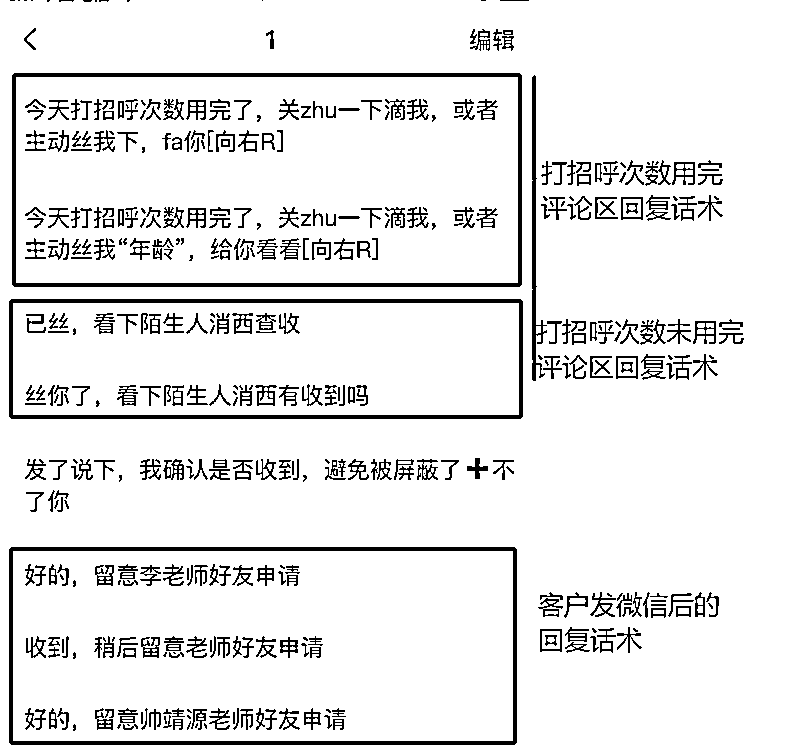 1
编辑
今天打招呼次数用完了，关zhu一下滴我，或者
主动丝我下，fa你[向右R]
今天打招呼次数用完了，关zhu一下滴我，或者
主动丝我“年龄”，给你看看[向右R]
打招呼次数用完
评论区回复话术
已丝，看下陌生人消西查收
丝你了，看下陌生人消西有收到吗
打招呼次数未用完
评论区回复话术
发了说下，我确认是否收到，避免被屏蔽了➕不
了你
好的，留意李老师好友申请
收到，稍后留意老师好友申请
好的，留意帅靖源老师好友申请
客户发微信后的
回复话术